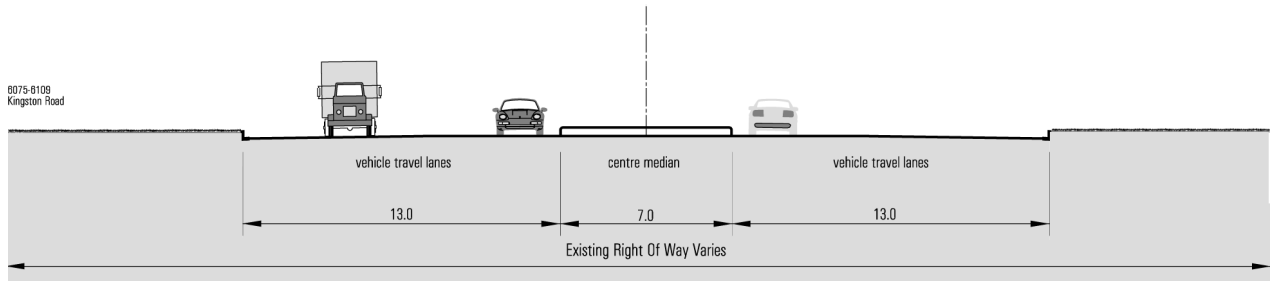 6075-6109
Kingston Road
vehicle travel lanes
centre median
vehicle travel lanes
13.0
7.0
13.0
Existing Right Of Way Varies